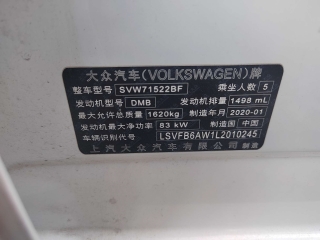 大众汽车(VOLKSWAGEN)牌
整车型号 SVW71522BF 乘坐人数 5
发动机型号 DMB 发动机排量 1498 mL
最大允许总质量 1620kg 制造年月 2020-01
发动机最大净功率 83 kW 制造国 中国
车辆识别代号 LSVFB6AW1L2010245
上汽大众汽车有限公司 制造